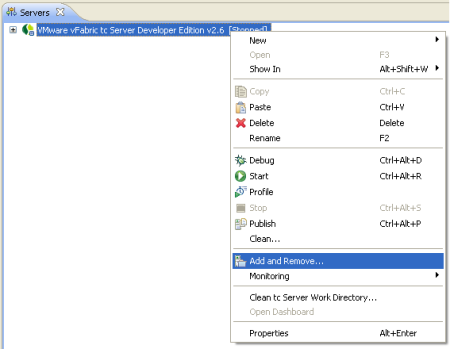 Servers
VMware vFabric tc Server Developer Edition v2.6 [Stopped]
New
Open F3
Show In Alt+Shift+W
Copy Ctrl+C
Paste Ctrl+V
Delete Delete
Rename F2
Debug Ctrl+Alt+D
Start Ctrl+Alt+R
Profile
Stop Ctrl+Alt+S
Publish Ctrl+Alt+P
Clean...
Add and Remove...
Monitoring
Clean tc Server Work Directory...
Open Dashboard
Properties Alt+Enter